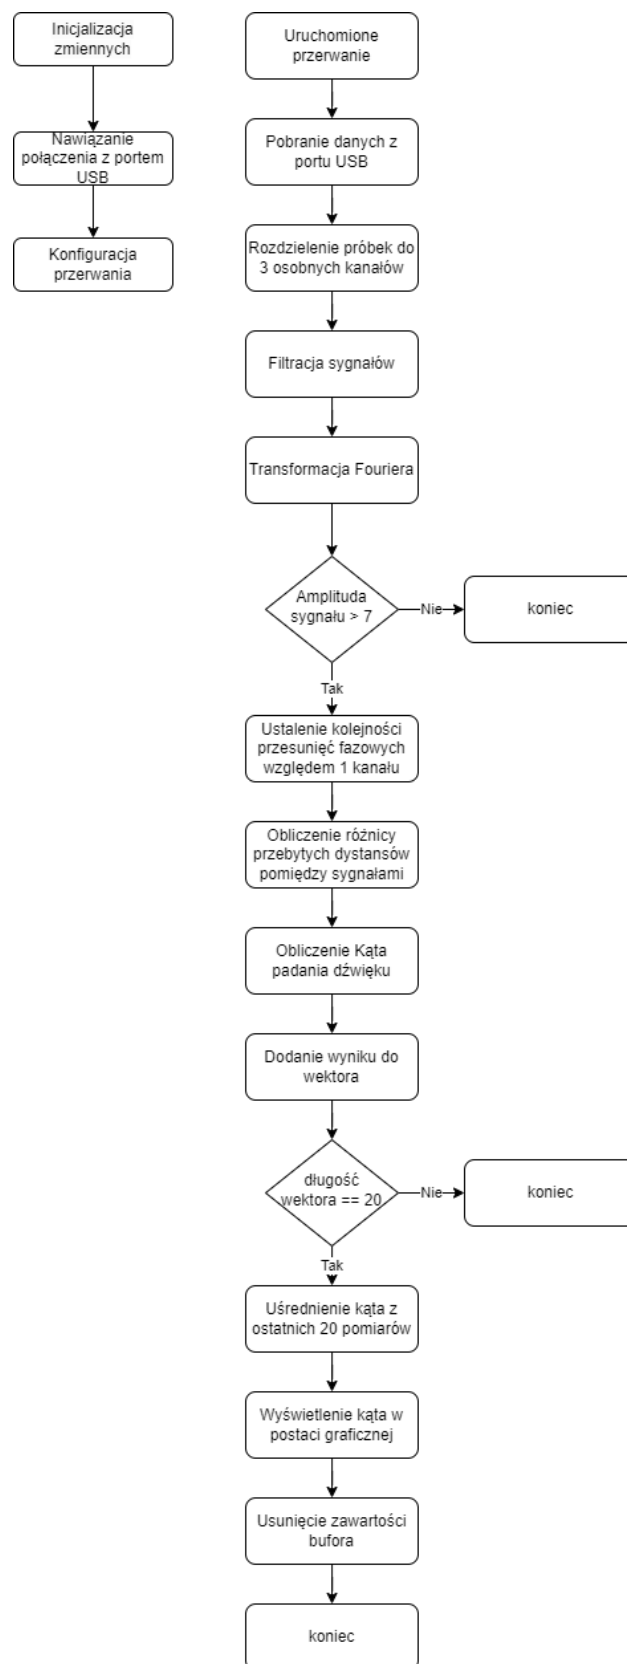 Inicjalizacja
zmiennych
Nawiązanie
połączenia z portem
USB
Konfiguracja
przerwania
Uruchomione
przerwanie
Pobranie danych z
portu USB
Rozdzielenie próbek do
3 osobnych kanałów
Filtracja sygnałów
Transformacja Fouriera
Amplituda
sygnału > 7
Nie
koniec
Tak
Ustalenie kolejności
przesunięć fazowych
względem 1 kanału
Obliczenie różnicy
przebytych dystansów
pomiędzy sygnałami
Obliczenie Kąta
padania dźwięku
Dodanie wyniku do
wektora
długość
wektora == 20
Nie
koniec
Tak
Uśrednienie kąta z
ostatnich 20 pomiarów
Wyświetlenie kąta w
postaci graficznej
Usunięcie zawartości
bufora
koniec